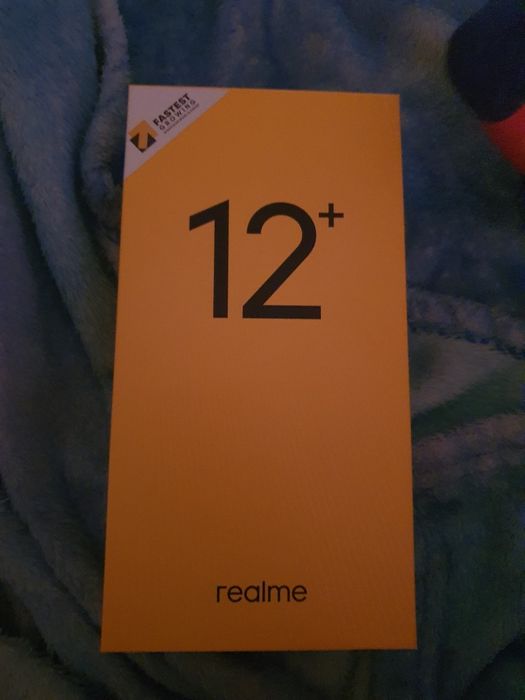 FASTEST
GROWING
12+
realme